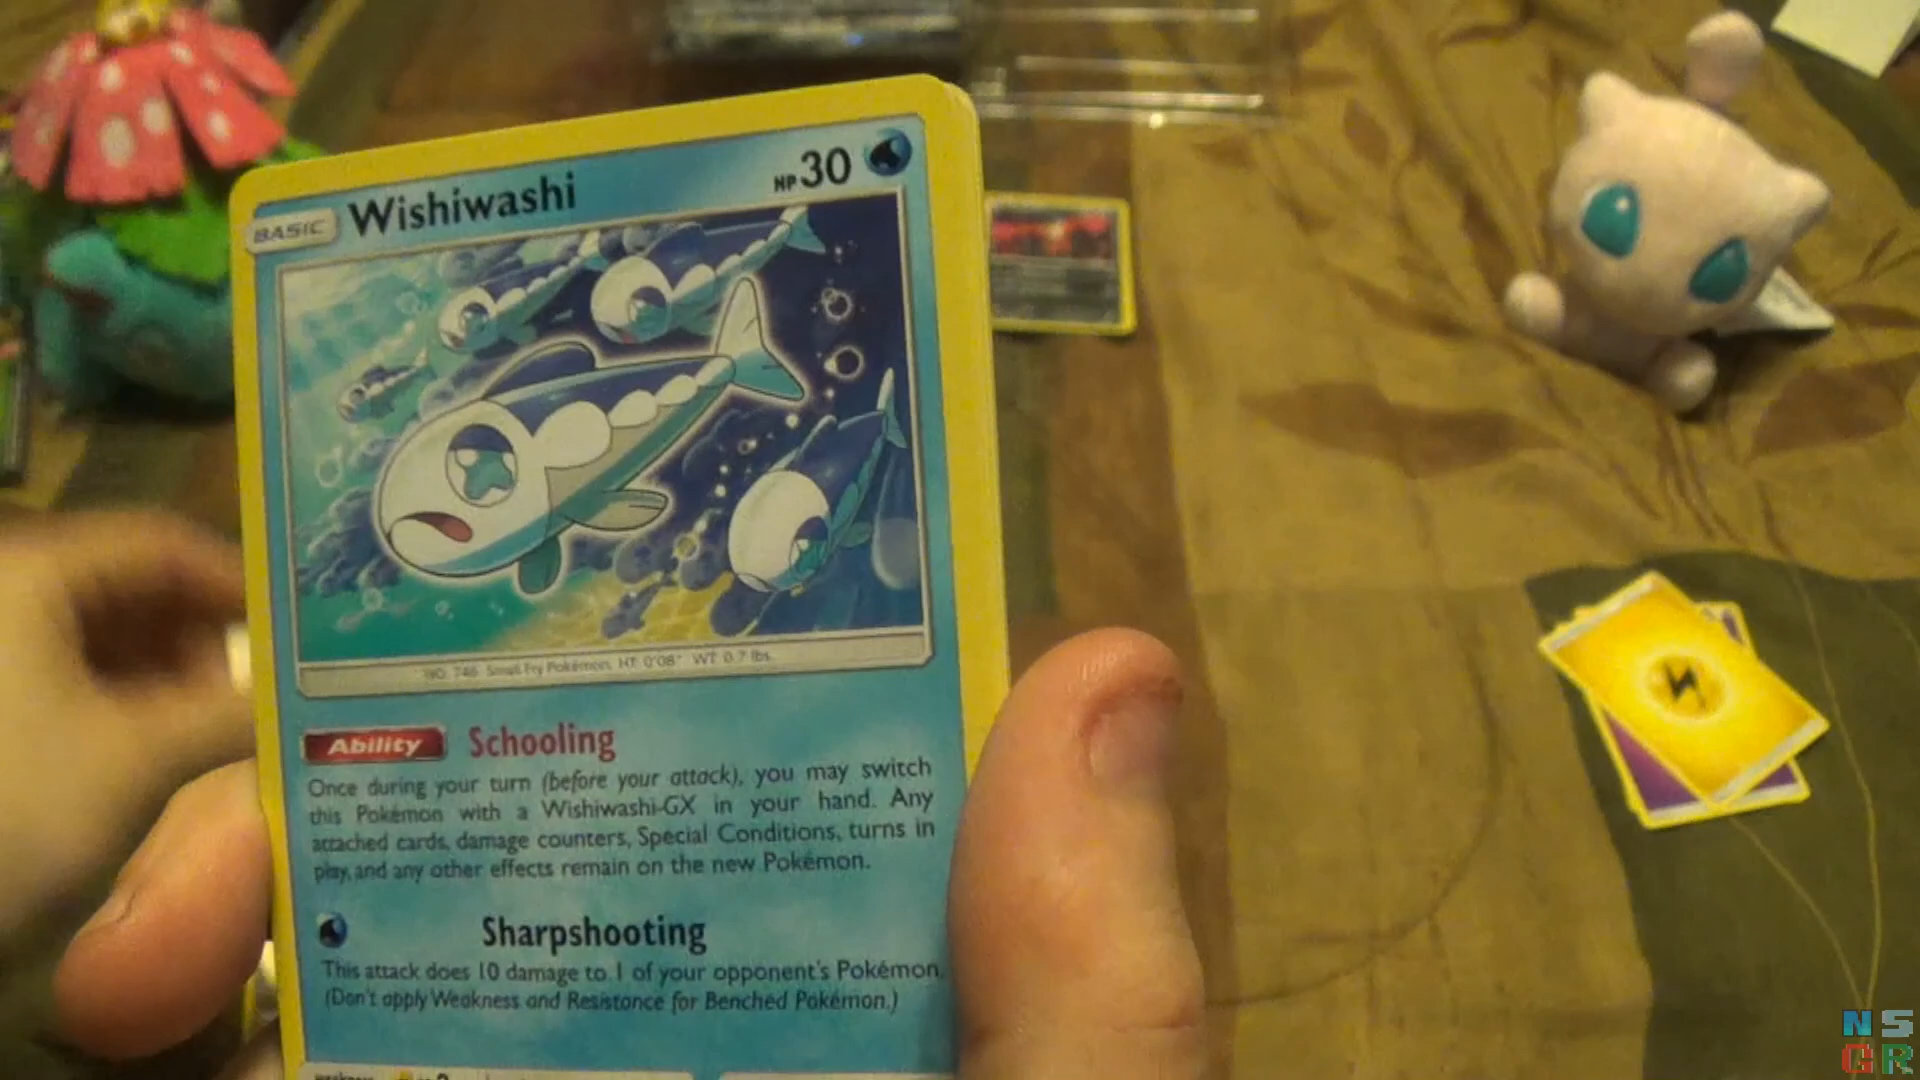 BASIC Wishiwashi HP 30
NO. 746 Small Fry Pokémon HT 0'08" WT 0.7 lbs.
Ability Schooling
Once during your turn (before your attack), you may switch
this Pokémon with a Wishiwashi-GX in your hand. Any
attached cards, damage counters, Special Conditions, turns in
play, and any other effects remain on the new Pokémon.
Sharpshooting
This attack does 10 damage to 1 of your opponent's Pokémon.
(Don't apply Weakness and Resistance for Benched Pokémon.)
weakness
NS
GR